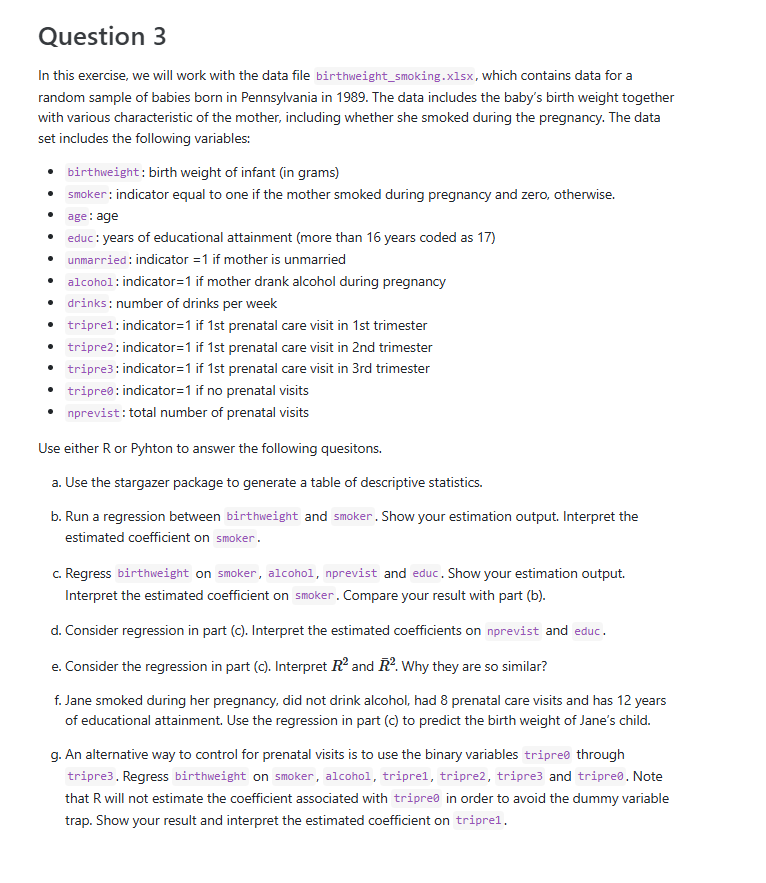 Question 3
In this exercise, we will work with the data file birthweight_smoking.xlsx, which contains data for a
random sample of babies born in Pennsylvania in 1989. The data includes the baby's birth weight together
with various characteristic of the mother, including whether she smoked during the pregnancy. The data
set includes the following variables:
• birthweight: birth weight of infant (in grams)
• smoker: indicator equal to one if the mother smoked during pregnancy and zero, otherwise.
• age: age
• educ: years of educational attainment (more than 16 years coded as 17)
• unmarried: indicator =1 if mother is unmarried
• alcohol: indicator=1 if mother drank alcohol during pregnancy
• drinks: number of drinks per week
• tripre1: indicator=1 if 1st prenatal care visit in 1st trimester
• tripre2: indicator=1 if 1st prenatal care visit in 2nd trimester
• tripre3: indicator=1 if 1st prenatal care visit in 3rd trimester
• tripre0: indicator=1 if no prenatal visits
• nprevist: total number of prenatal visits
Use either R or Pyhton to answer the following quesitons.
a. Use the stargazer package to generate a table of descriptive statistics.
b. Run a regression between birthweight and smoker. Show your estimation output. Interpret the
estimated coefficient on smoker.
c. Regress birthweight on smoker, alcohol, nprevist and educ. Show your estimation output.
Interpret the estimated coefficient on smoker. Compare your result with part (b).
d. Consider regression in part (c). Interpret the estimated coefficients on nprevist and educ.
e. Consider the regression in part (c). Interpret R² and R̄². Why they are so similar?
f. Jane smoked during her pregnancy, did not drink alcohol, had 8 prenatal care visits and has 12 years
of educational attainment. Use the regression in part (c) to predict the birth weight of Jane's child.
g. An alternative way to control for prenatal visits is to use the binary variables tripre0 through
tripre3. Regress birthweight on smoker, alcohol, tripre1, tripre2, tripre3 and tripre0. Note
that R will not estimate the coefficient associated with tripre0 in order to avoid the dummy variable
trap. Show your result and interpret the estimated coefficient on tripre1.